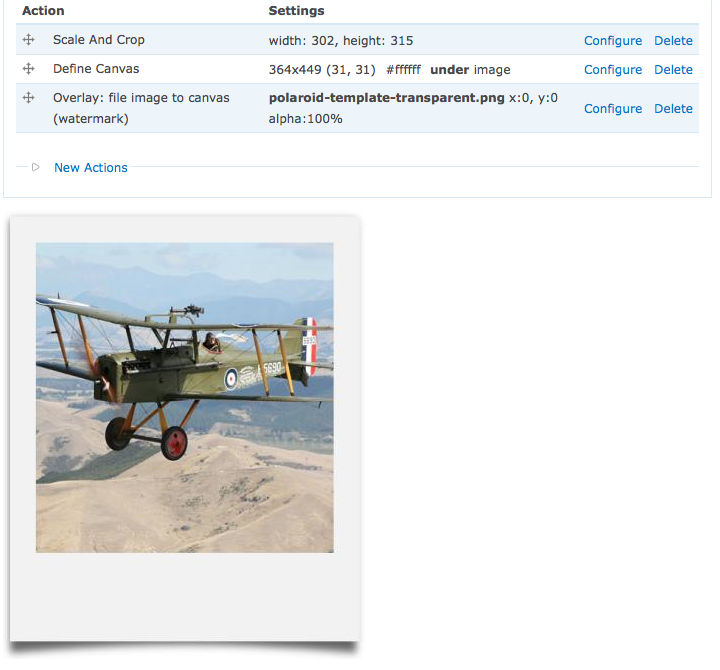 Action Settings
Scale And Crop width: 302, height: 315 Configure Delete
Define Canvas 364x449 (31, 31) #ffffff under image Configure Delete
Overlay: file image to canvas polaroid-template-transparent.png x:0, y:0 Configure Delete
(watermark) alpha:100%
New Actions